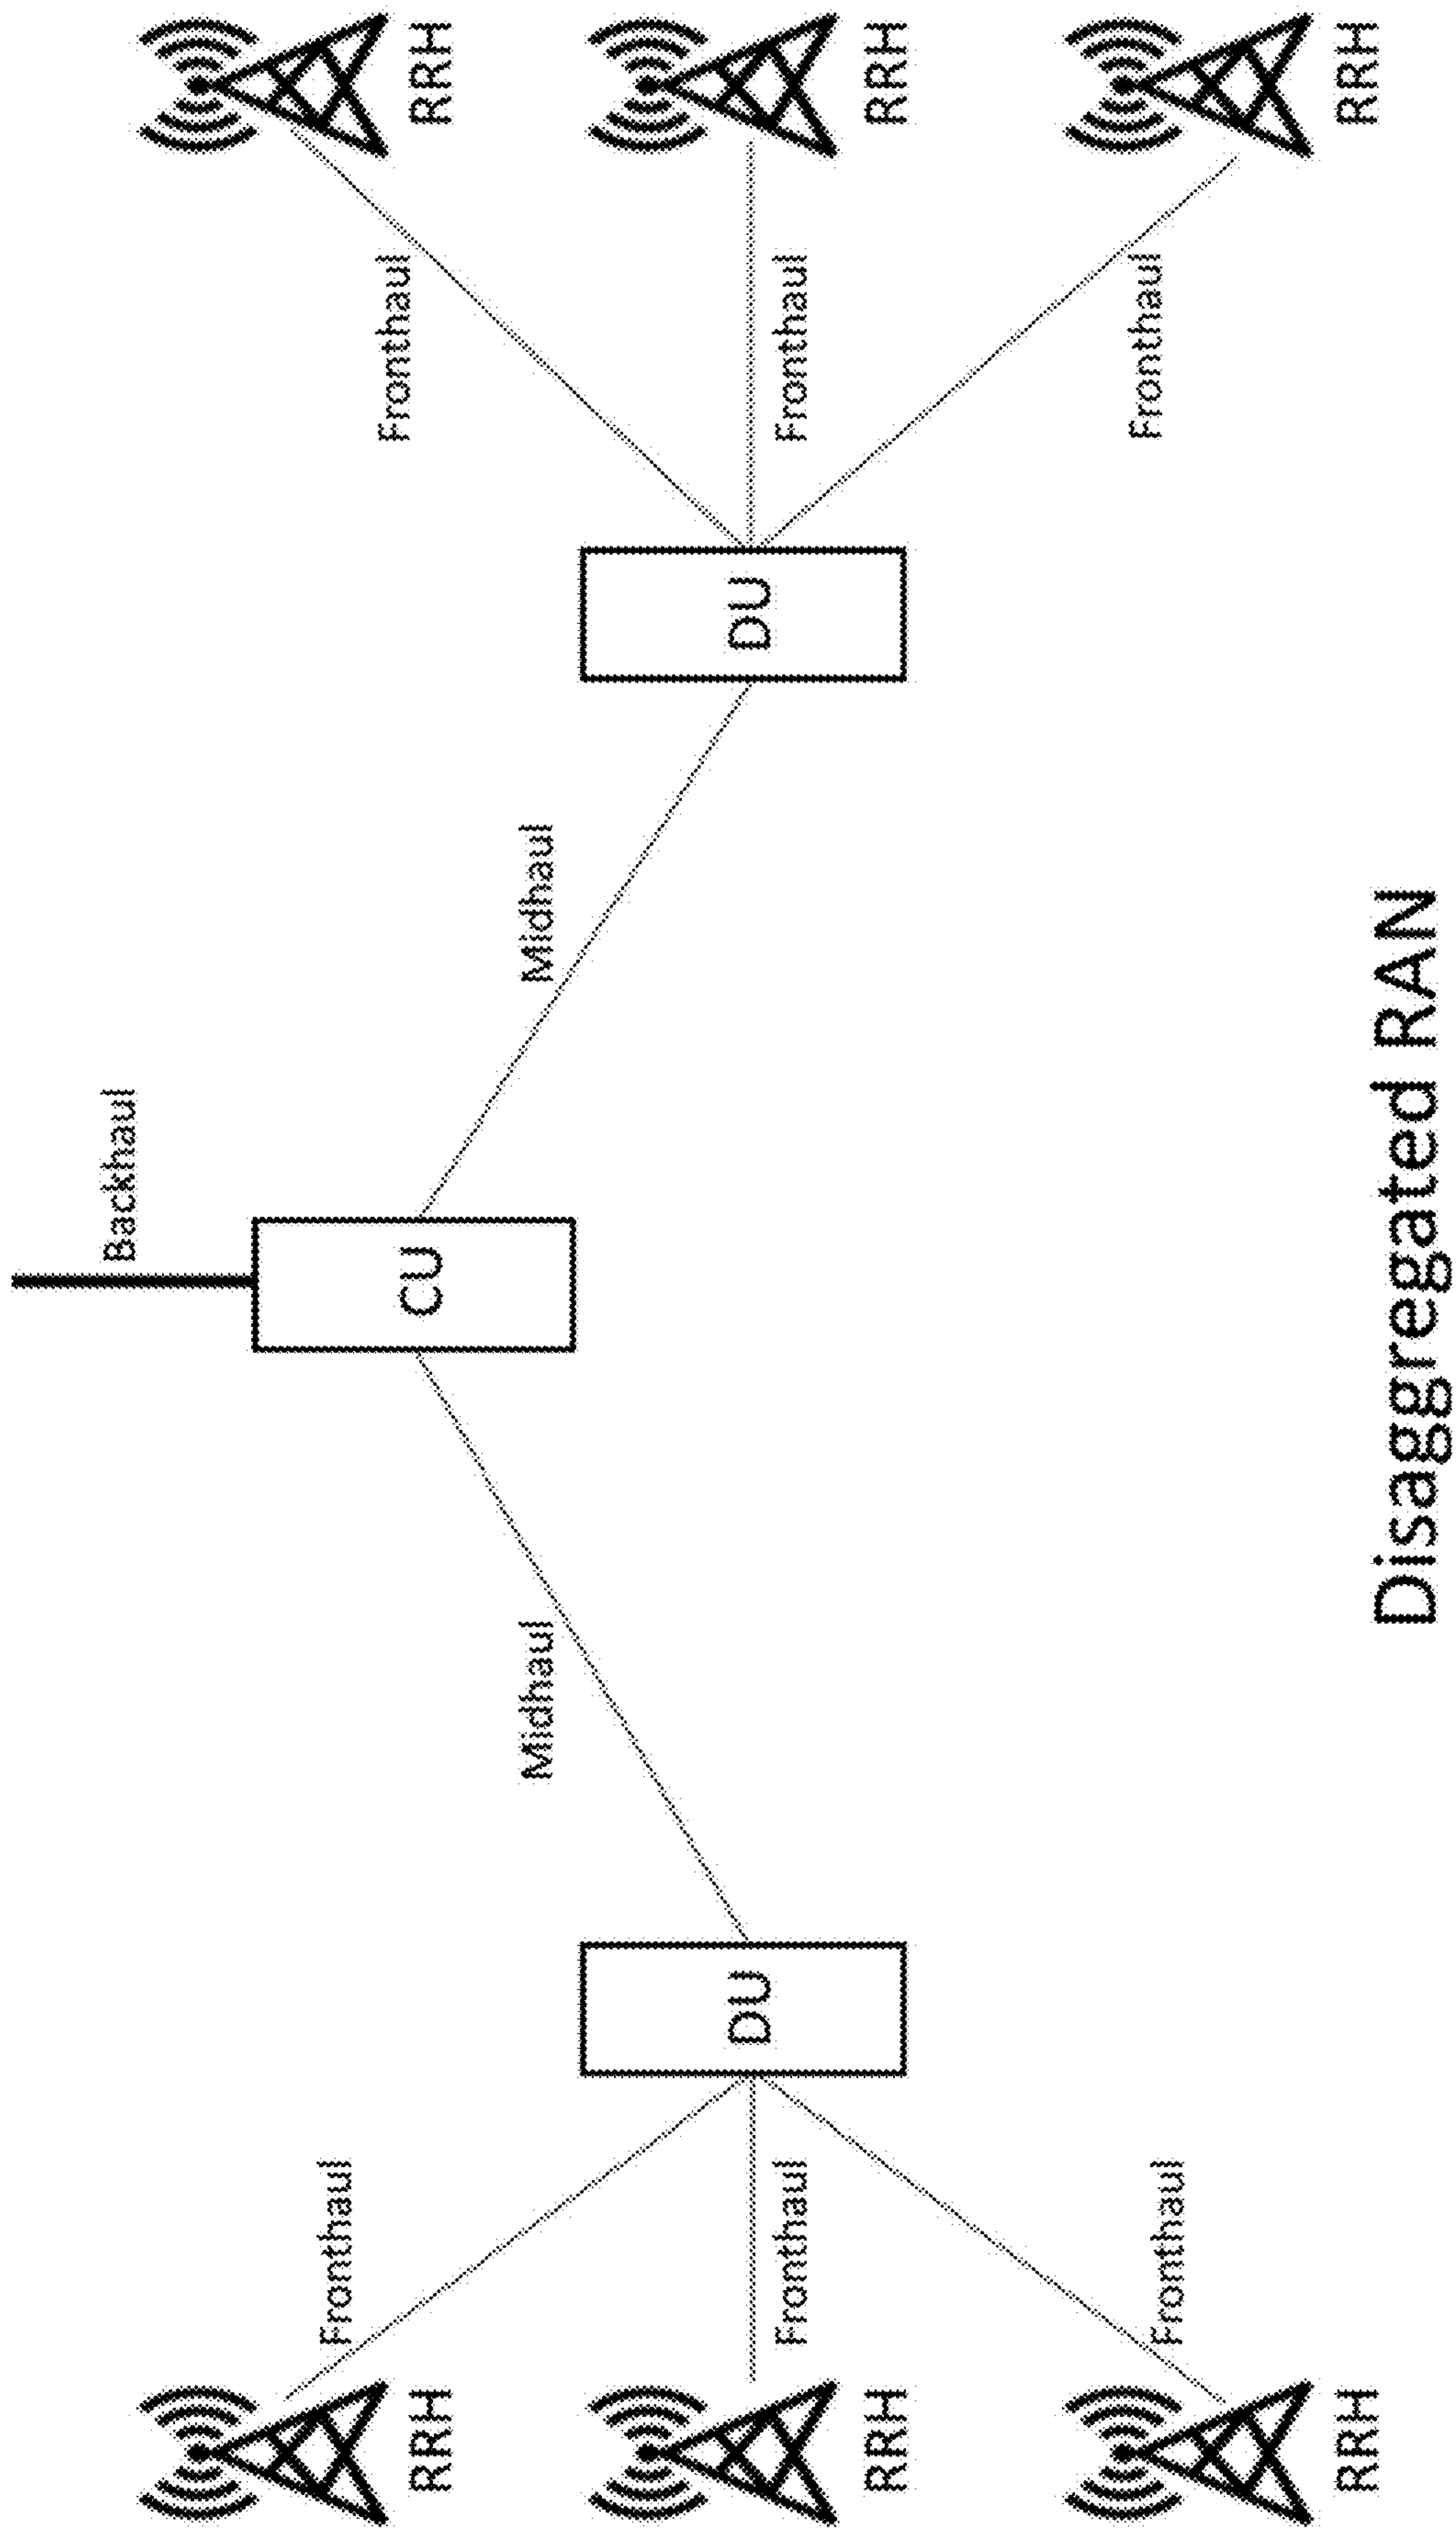 Backhaul
Fronthaul
Fronthaul
RRH
CU
RRH
Midhaul
Midhaul
DU
DU
Fronthaul
Fronthaul
RRH
RRH
Fronthaul
Fronthaul
RRH
RRH
Disaggregated RAN